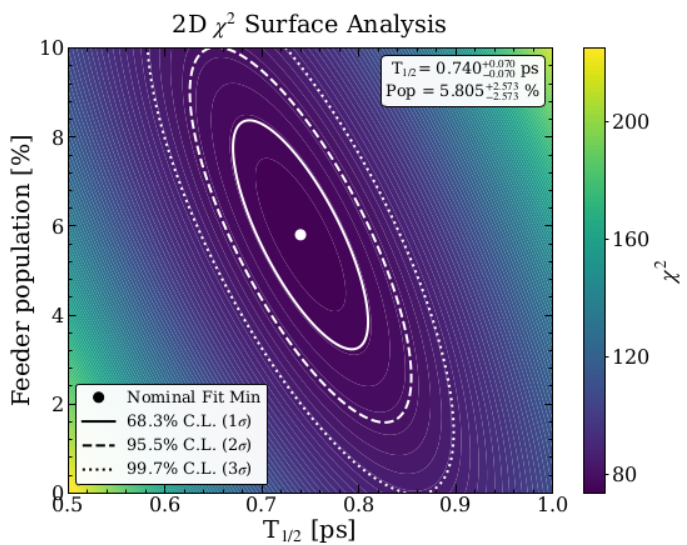 2D χ² Surface Analysis
T₁/₂ = 0.740⁺⁰·⁰⁷⁰₋₀.₀₇₀ ps
Pop = 5.805⁺²·⁵⁷³₋₂.₅₇₃ %
Feeder population [%]
10
8
6
4
2
0
Nominal Fit Min
68.3% C.L. (1σ)
95.5% C.L. (2σ)
99.7% C.L. (3σ)
0.5 0.6 0.7 0.8 0.9 1.0
T₁/₂ [ps]
200
160
120
80
χ²